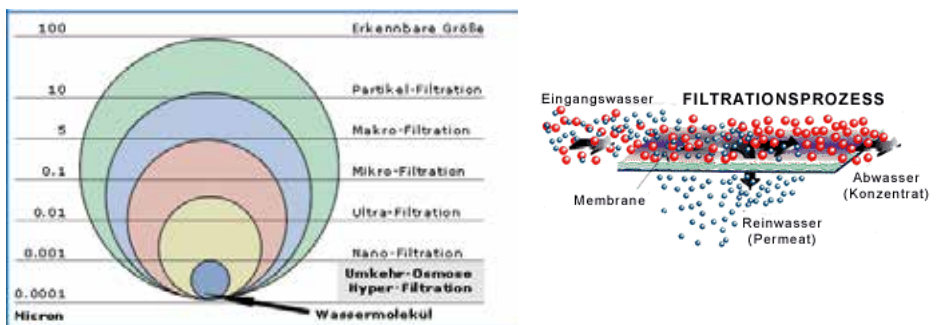 100 Erkennbare Größe
10 Partikel-Filtration
5 Makro-Filtration
0.1 Mikro-Filtration
0.01 Ultra-Filtration
0.001 Nano-Filtration
Umkehr-Osmose
Hyper-Filtration
0.0001
Micron Wassermolekül
Eingangswasser FILTRATIONSPROZESS
Membrane
Abwasser
(Konzentrat)
Reinwasser
(Permeat)